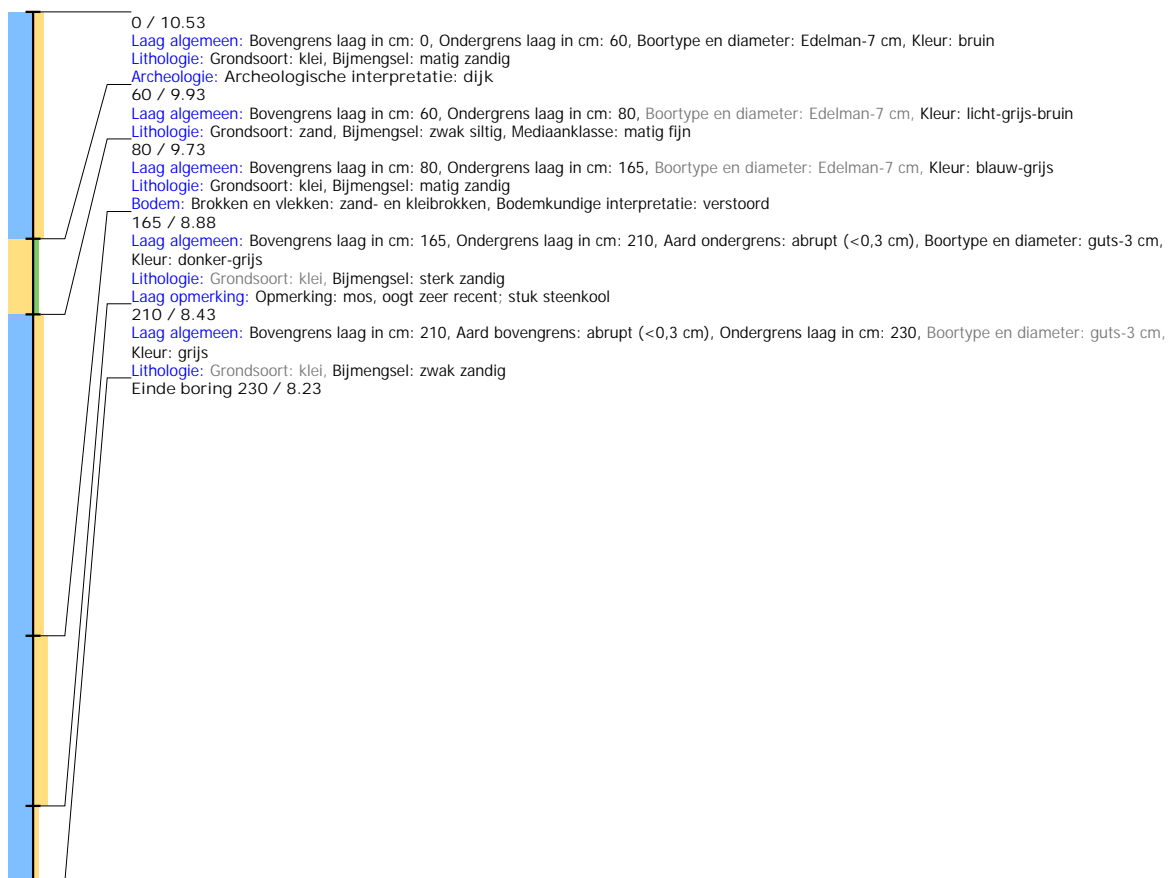 0 / 10.53
Laag algemeen: Bovengrens laag in cm: 0, Ondergrens laag in cm: 60, Boortype en diameter: Edelman-7 cm, Kleur: bruin
Lithologie: Grondsoort: klei, Bijmengsel: matig zandig
Archeologie: Archeologische interpretatie: dijk
60 / 9.93
Laag algemeen: Bovengrens laag in cm: 60, Ondergrens laag in cm: 80, Boortype en diameter: Edelman-7 cm, Kleur: licht-grijs-bruin
Lithologie: Grondsoort: zand, Bijmengsel: zwak siltig, Mediaanklasse: matig fijn
80 / 9.73
Laag algemeen: Bovengrens laag in cm: 80, Ondergrens laag in cm: 165, Boortype en diameter: Edelman-7 cm, Kleur: blauw-grijs
Lithologie: Grondsoort: klei, Bijmengsel: matig zandig
Bodem: Brokken en vlekken: zand- en kleibrokken, Bodemkundige interpretatie: verstoord
165 / 8.88
Laag algemeen: Bovengrens laag in cm: 165, Ondergrens laag in cm: 210, Aard ondergrens: abrupt (<0,3 cm), Boortype en diameter: guts-3 cm,
Kleur: donker-grijs
Lithologie: Grondsoort: klei, Bijmengsel: sterk zandig
Laag opmerking: Opmerking: mos, oogt zeer recent; stuk steenkool
210 / 8.43
Laag algemeen: Bovengrens laag in cm: 210, Aard bovengrens: abrupt (<0,3 cm), Ondergrens laag in cm: 230, Boortype en diameter: guts-3 cm,
Kleur: grijs
Lithologie: Grondsoort: klei, Bijmengsel: zwak zandig
Einde boring 230 / 8.23